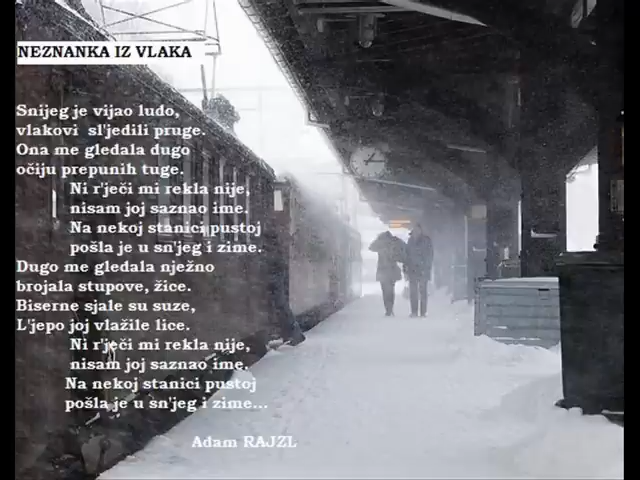 NEZNANKA IZ VLAKA
Snijeg je vijao ludo,
vlakovi sl'jedili pruge.
Ona me gledala dugo
očiju prepunih tuge.
Ni r'ječi mi rekla nije,
nisam joj saznao ime.
Na nekoj stanici pustoj
pošla je u sn'jeg i zime.
Dugo me gledala nježno
brojala stupove, žice.
Biserne sjale su suze,
L'jepo joj vlažile lice.
Ni r'ječi mi rekla nije,
nisam joj saznao ime.
Na nekoj stanici pustoj
pošla je u sn'jeg i zime...
Adam RAJZL